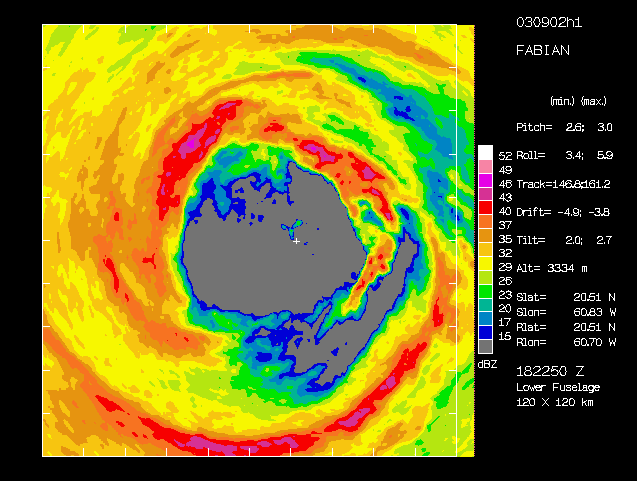 030902h1
FABIAN
(min.) (max.)
Pitch= 2.6; 3.0
Roll= 3.4; 5.9
Track=146.8;161.2
Drift= -4.9; -3.8
Tilt= 2.0; 2.7
Alt= 3334 m
Slat= 20.51 N
Slon= 60.83 W
Rlat= 20.51 N
Rlon= 60.70 W
182250 Z
Lower Fuselage
120 X 120 km
52
49
46
43
40
37
35
32
29
26
23
20
17
15
dBZ